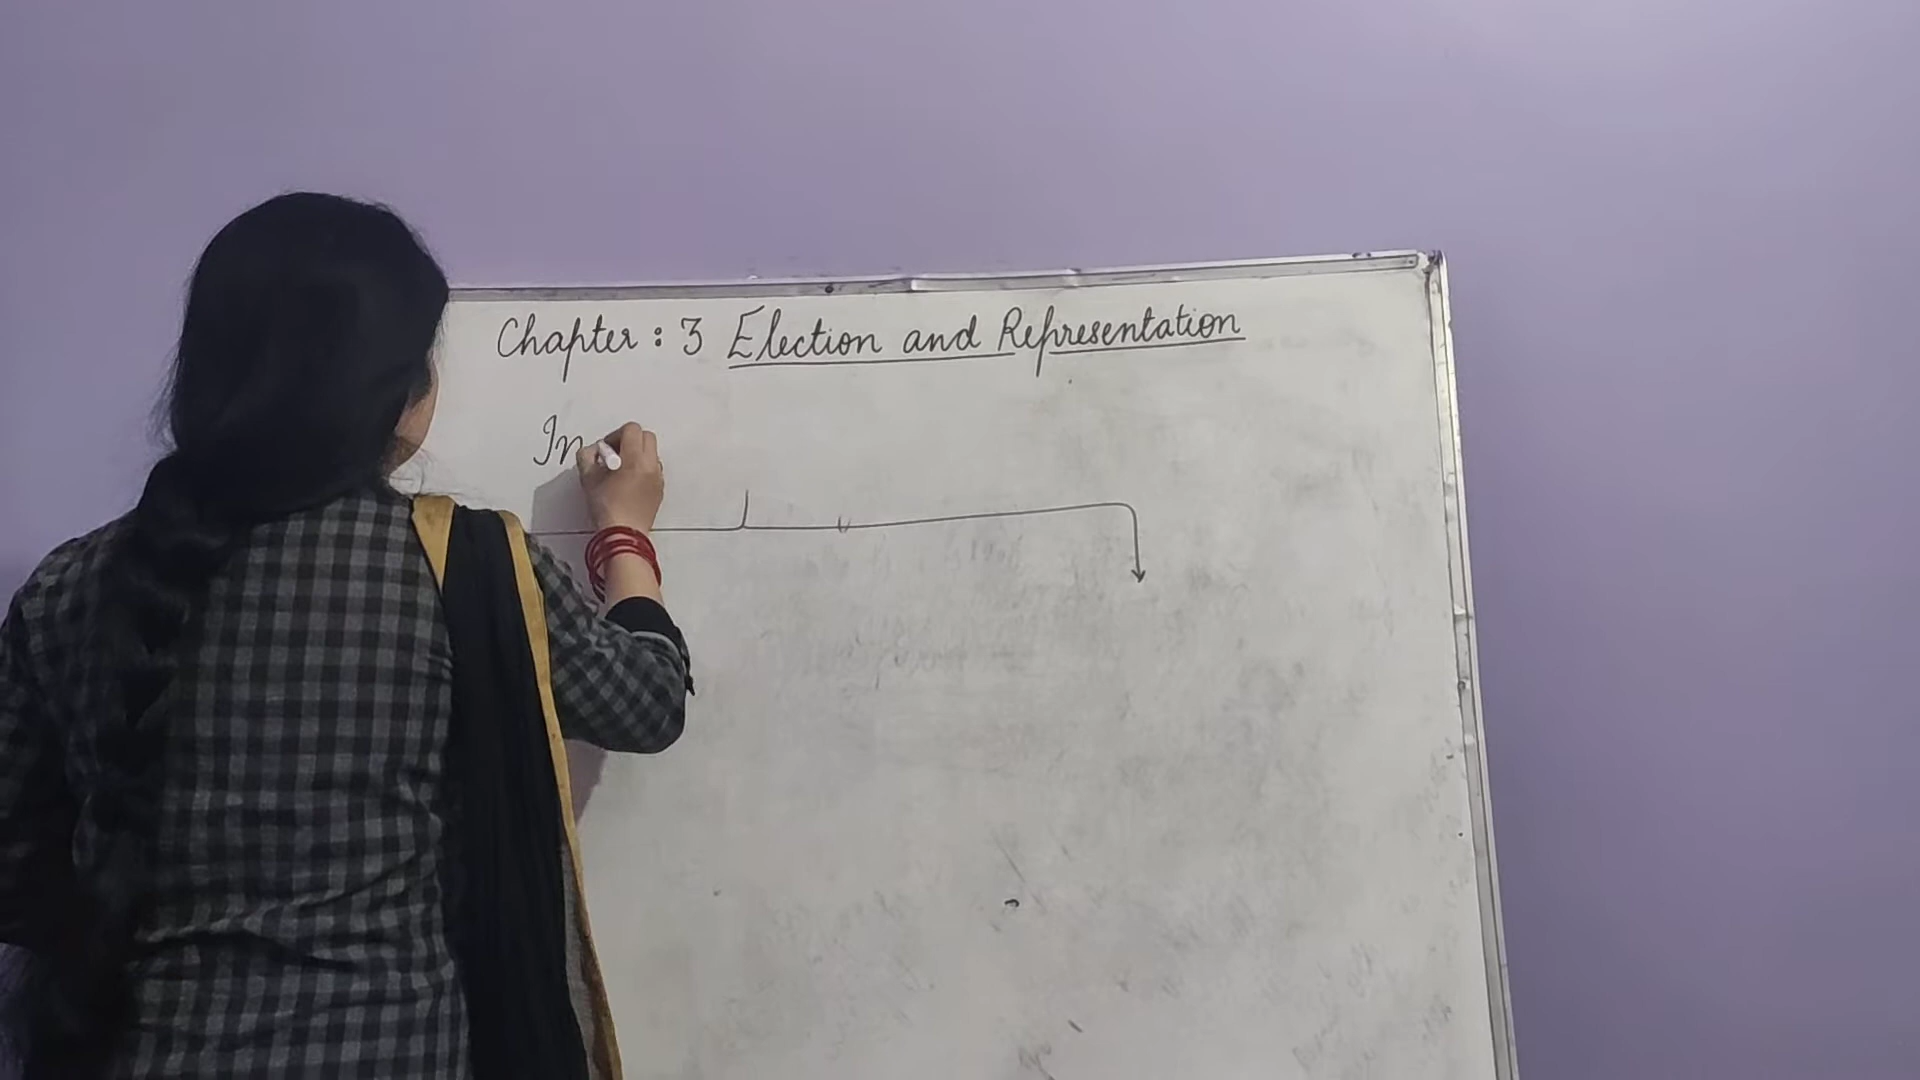 Chapter : 3 Election and Representation
In